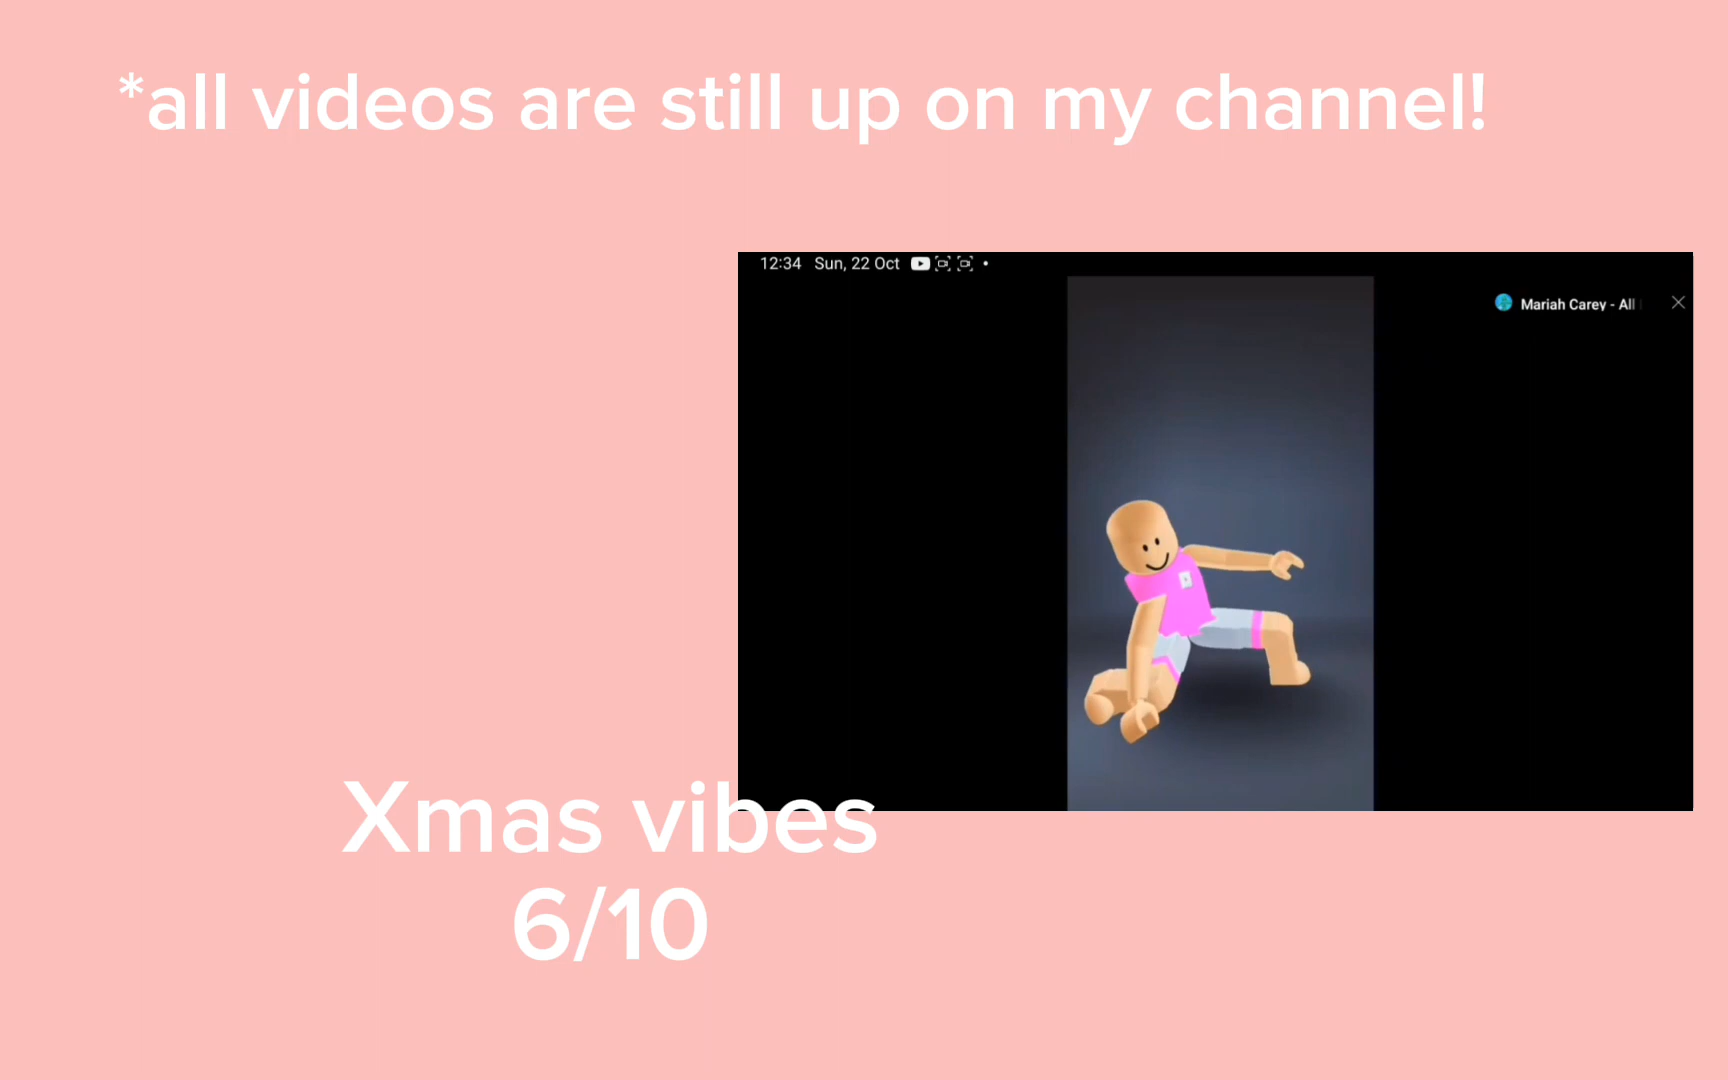 *all videos are still up on my channel!
12:34 Sun, 22 Oct
Mariah Carey - All
Xmas vibes
6/10